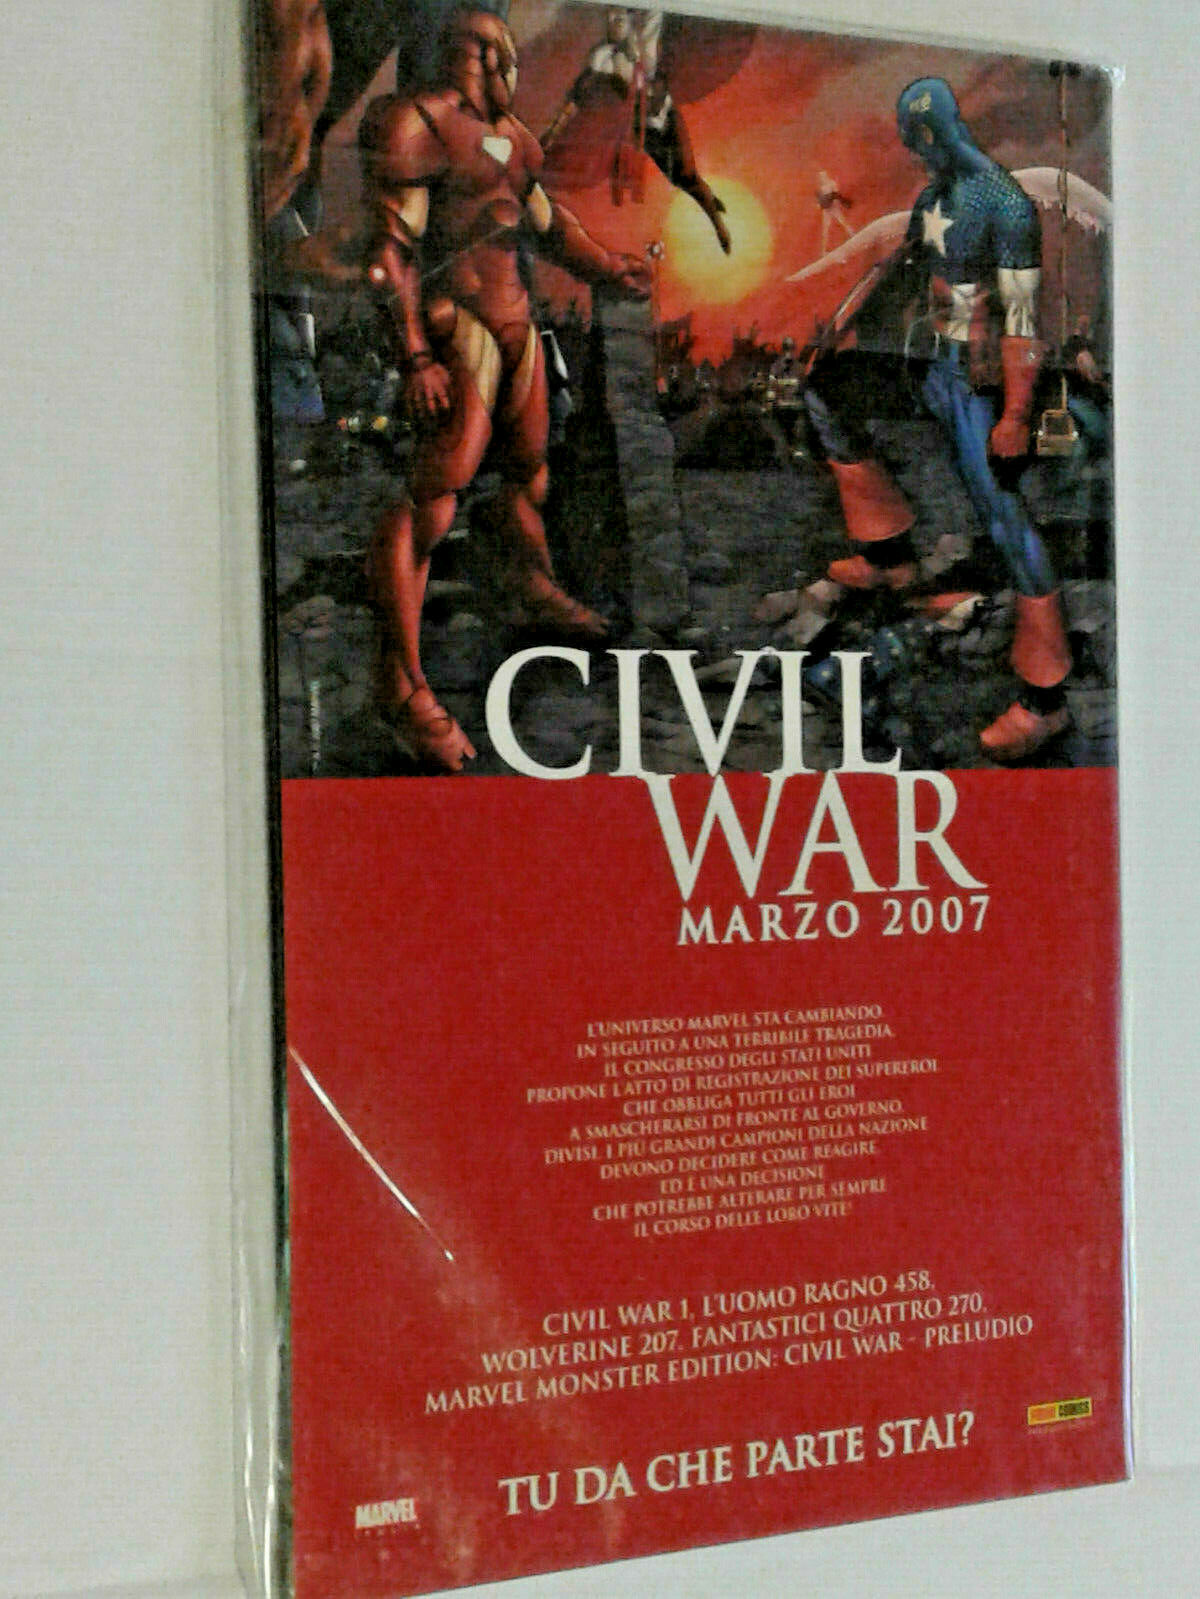 CIVIL
WAR
MARZO 2007
L'UNIVERSO MARVEL STA CAMBIANDO.
IN SEGUITO A UNA TERRIBILE TRAGEDIA,
IL CONGRESSO DEGLI STATI UNITI
PROPONE L'ATTO DI REGISTRAZIONE DEI SUPEREROI
CHE OBBLIGA TUTTI GLI EROI
A SMASCHERARSI DI FRONTE AL GOVERNO.
DIVISI, I PIÙ GRANDI CAMPIONI DELLA NAZIONE
DEVONO DECIDERE COME REAGIRE.
ED È UNA DECISIONE
CHE POTREBBE ALTERARE PER SEMPRE
IL CORSO DELLE LORO VITE!
CIVIL WAR 1, L'UOMO RAGNO 458,
WOLVERINE 207, FANTASTICI QUATTRO 270,
MARVEL MONSTER EDITION: CIVIL WAR - PRELUDIO
PANINI COMICS
TU DA CHE PARTE STAI?
MARVEL
ITALIA